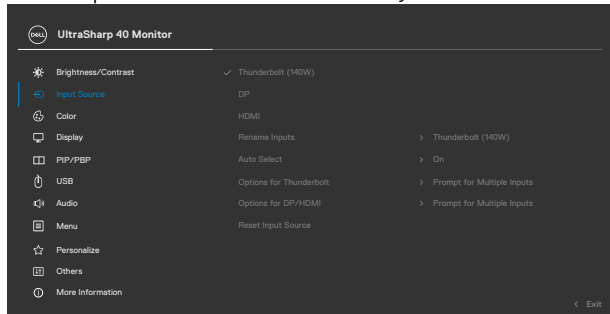 DELL UltraSharp 40 Monitor
Brightness/Contrast ✓ Thunderbolt (140W)
Input Source DP
Color HDMI
Display Rename Inputs > Thunderbolt (140W)
PIP/PBP Auto Select > On
USB Options for Thunderbolt > Prompt for Multiple Inputs
Audio Options for DP/HDMI > Prompt for Multiple Inputs
Menu Reset Input Source
Personalize
Others
More Information
< Exit